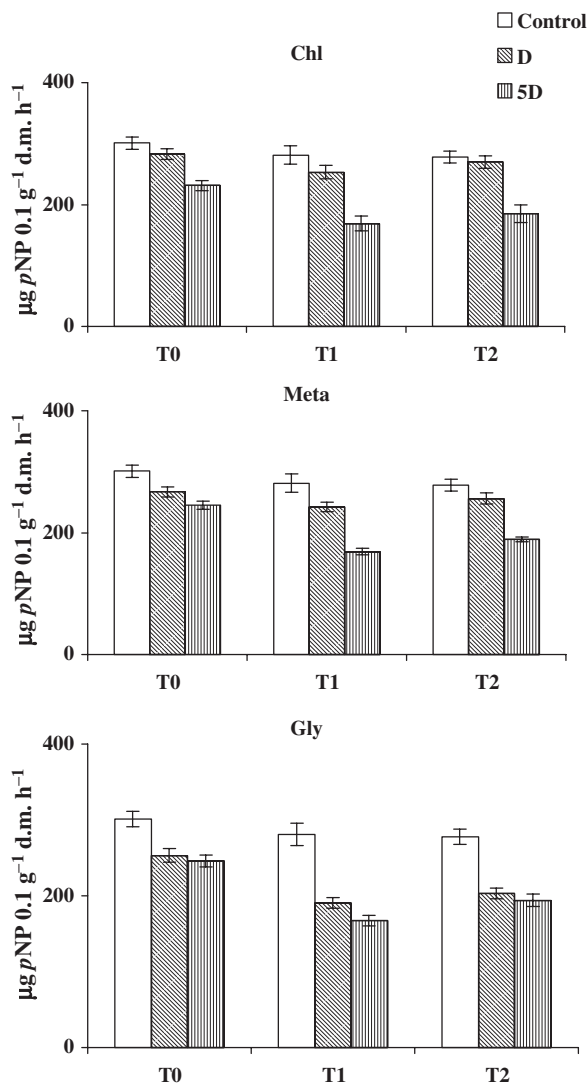 Control
D
5D
Chl
µg pNP 0.1 g⁻¹ d.m. h⁻¹
400
200
0
T0 T1 T2
Meta
µg pNP 0.1 g⁻¹ d.m. h⁻¹
400
200
0
T0 T1 T2
Gly
µg pNP 0.1 g⁻¹ d.m. h⁻¹
400
200
0
T0 T1 T2